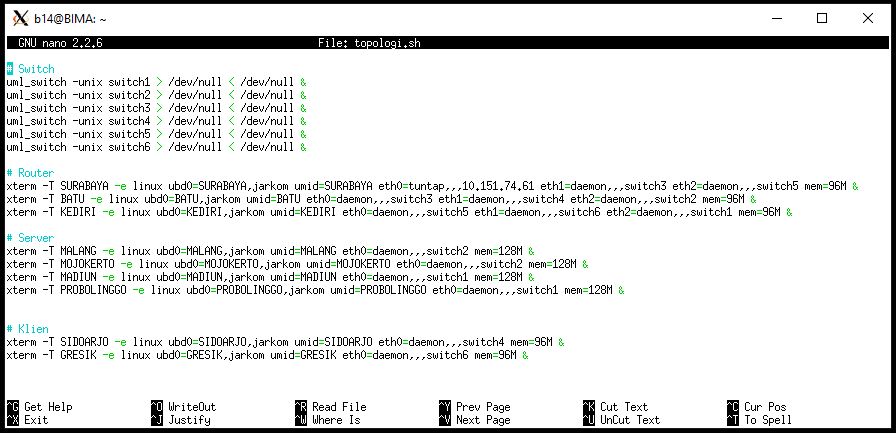 b14@BIMA: ~
GNU nano 2.2.6 File: topologi.sh
# Switch
uml_switch -unix switch1 > /dev/null < /dev/null &
uml_switch -unix switch2 > /dev/null < /dev/null &
uml_switch -unix switch3 > /dev/null < /dev/null &
uml_switch -unix switch4 > /dev/null < /dev/null &
uml_switch -unix switch5 > /dev/null < /dev/null &
uml_switch -unix switch6 > /dev/null < /dev/null &
# Router
xterm -T SURABAYA -e linux ubd0=SURABAYA,jarkom umid=SURABAYA eth0=tuntap,,,10.151.74.61 eth1=daemon,,,switch3 eth2=daemon,,,switch5 mem=96M &
xterm -T BATU -e linux ubd0=BATU,jarkom umid=BATU eth0=daemon,,,switch3 eth1=daemon,,,switch4 eth2=daemon,,,switch2 mem=96M &
xterm -T KEDIRI -e linux ubd0=KEDIRI,jarkom umid=KEDIRI eth0=daemon,,,switch5 eth1=daemon,,,switch6 eth2=daemon,,,switch1 mem=96M &
# Server
xterm -T MALANG -e linux ubd0=MALANG,jarkom umid=MALANG eth0=daemon,,,switch2 mem=128M &
xterm -T MOJOKERTO -e linux ubd0=MOJOKERTO,jarkom umid=MOJOKERTO eth0=daemon,,,switch2 mem=128M &
xterm -T MADIUN -e linux ubd0=MADIUN,jarkom umid=MADIUN eth0=daemon,,,switch1 mem=128M &
xterm -T PROBOLINGGO -e linux ubd0=PROBOLINGGO,jarkom umid=PROBOLINGGO eth0=daemon,,,switch1 mem=128M &
# Klien
xterm -T SIDOARJO -e linux ubd0=SIDOARJO,jarkom umid=SIDOARJO eth0=daemon,,,switch4 mem=96M &
xterm -T GRESIK -e linux ubd0=GRESIK,jarkom umid=GRESIK eth0=daemon,,,switch6 mem=96M &
^G Get Help ^O WriteOut ^R Read File ^Y Prev Page ^K Cut Text ^C Cur Pos
^X Exit ^J Justify ^W Where Is ^V Next Page ^U UnCut Text ^T To Spell